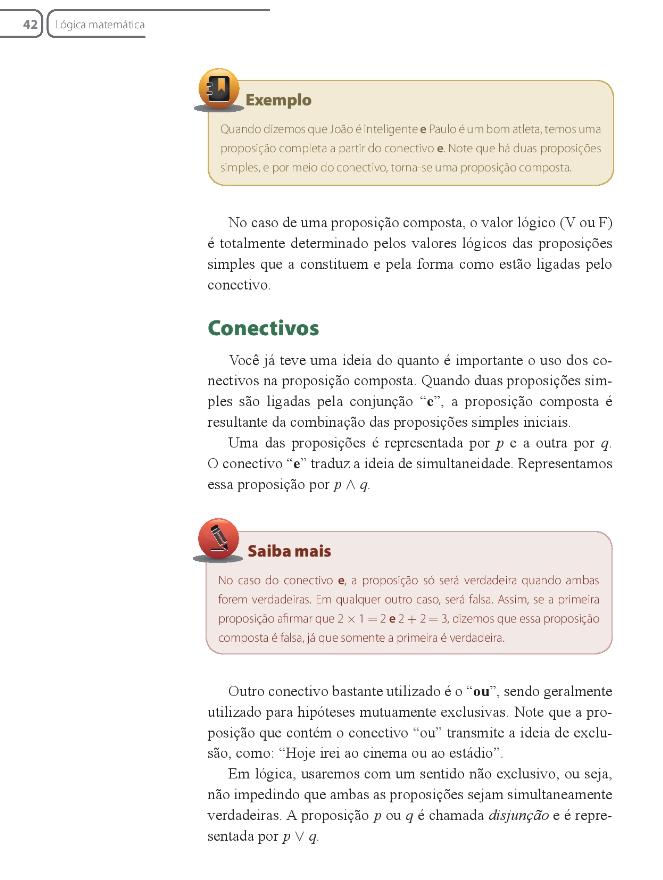 42 Lógica matemática
Exemplo
Quando dizemos que João é inteligente e Paulo é um bom atleta, temos uma
proposição completa a partir do conectivo e. Note que há duas proposições
simples, e por meio do conectivo, torna-se uma proposição composta.
No caso de uma proposição composta, o valor lógico (V ou F)
é totalmente determinado pelos valores lógicos das proposições
simples que a constituem e pela forma como estão ligadas pelo
conectivo.
Conectivos
Você já teve uma ideia do quanto é importante o uso dos co-
nectivos na proposição composta. Quando duas proposições sim-
ples são ligadas pela conjunção “e”, a proposição composta é
resultante da combinação das proposições simples iniciais.
Uma das proposições é representada por p e a outra por q.
O conectivo “e” traduz a ideia de simultaneidade. Representamos
essa proposição por p ∧ q.
Saiba mais
No caso do conectivo e, a proposição só será verdadeira quando ambas
forem verdadeiras. Em qualquer outro caso, será falsa. Assim, se a primeira
proposição afirmar que 2 × 1 = 2 e 2 + 2 = 3, dizemos que essa proposição
composta é falsa, já que somente a primeira é verdadeira.
Outro conectivo bastante utilizado é o “ou”, sendo geralmente
utilizado para hipóteses mutuamente exclusivas. Note que a pro-
posição que contém o conectivo “ou” transmite a ideia de exclu-
são, como: “Hoje irei ao cinema ou ao estádio”.
Em lógica, usaremos com um sentido não exclusivo, ou seja,
não impedindo que ambas as proposições sejam simultaneamente
verdadeiras. A proposição p ou q é chamada disjunção e é repre-
sentada por p ∨ q.